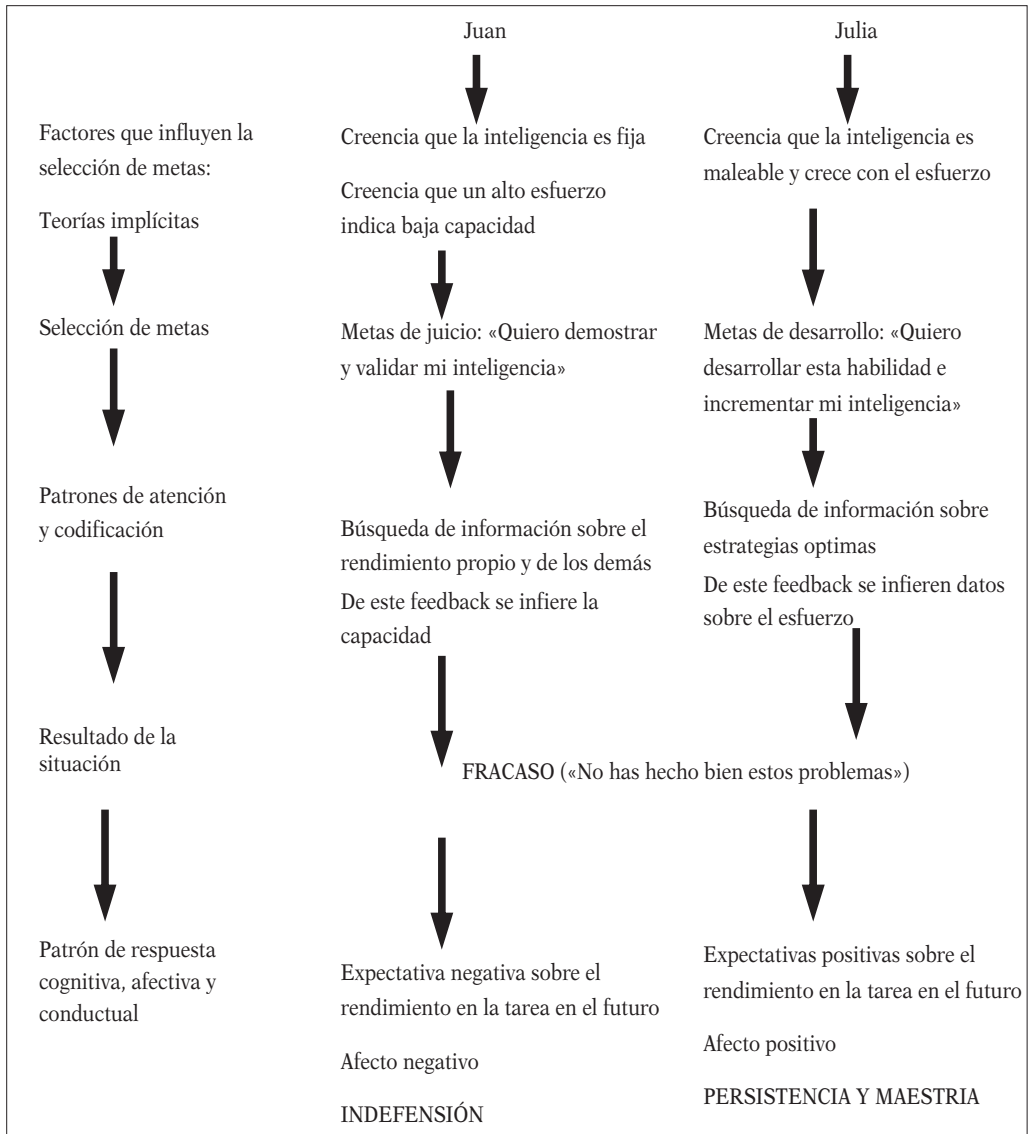 Juan
Julia
Factores que influyen la
selección de metas:
Teorías implícitas
Creencia que la inteligencia es fija
Creencia que un alto esfuerzo
indica baja capacidad
Creencia que la inteligencia es
maleable y crece con el esfuerzo
Selección de metas
Metas de juicio: «Quiero demostrar
y validar mi inteligencia»
Metas de desarrollo: «Quiero
desarrollar esta habilidad e
incrementar mi inteligencia»
Patrones de atención
y codificación
Búsqueda de información sobre el
rendimiento propio y de los demás
De este feedback se infiere la
capacidad
Búsqueda de información sobre
estrategias optimas
De este feedback se infieren datos
sobre el esfuerzo
Resultado de la
situación
FRACASO («No has hecho bien estos problemas»)
Patrón de respuesta
cognitiva, afectiva y
conductual
Expectativa negativa sobre el
rendimiento en la tarea en el futuro
Afecto negativo
INDEFENSIÓN
Expectativas positivas sobre el
rendimiento en la tarea en el futuro
Afecto positivo
PERSISTENCIA Y MAESTRIA